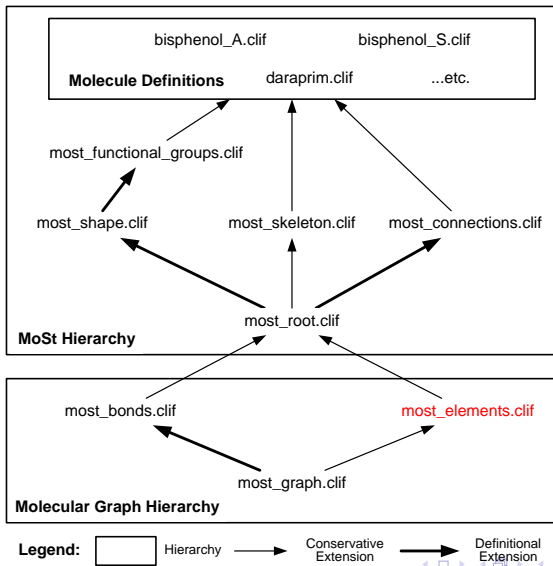 bisphenol_A.clif
bisphenol_S.clif
Molecule Definitions
daraprim.clif
...etc.
most_functional_groups.clif
most_shape.clif
most_skeleton.clif
most_connections.clif
most_root.clif
MoSt Hierarchy
most_bonds.clif
most_elements.clif
most_graph.clif
Molecular Graph Hierarchy
Legend:
Hierarchy
Conservative
Extension
Definitional
Extension